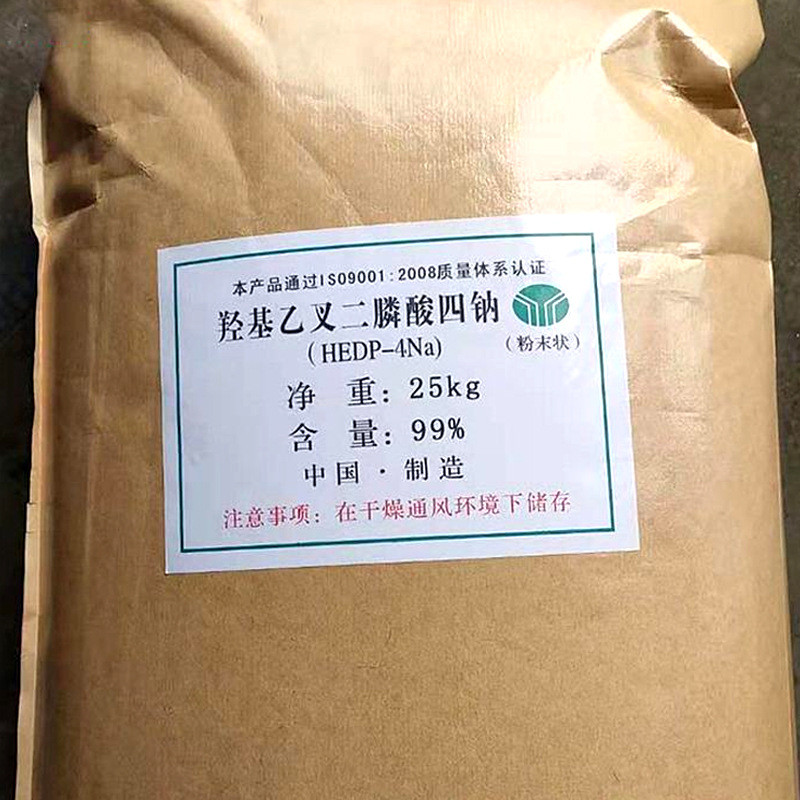 本产品通过ISO9001:2008质量体系认证
羟基乙叉二膦酸四钠
(HEDP-4Na)
(粉末状)
净 重: 25kg
含 量: 99%
中国·制造
注意事项: 在干燥通风环境下储存